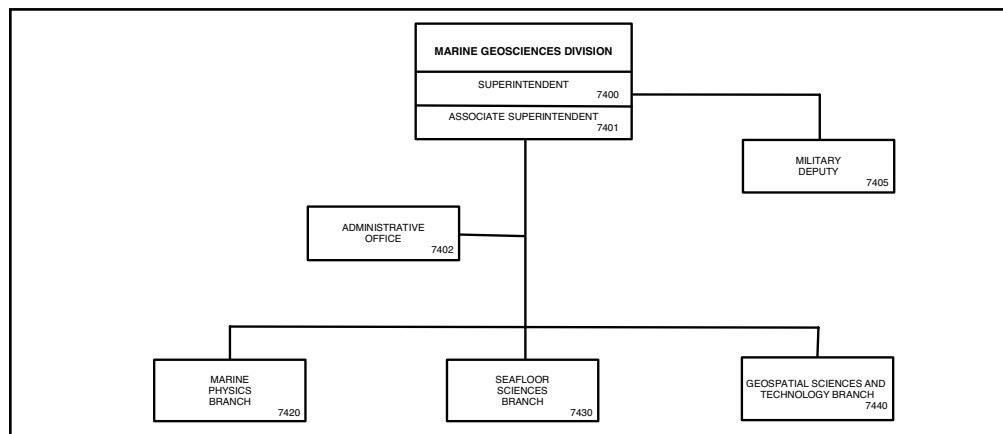 MARINE GEOSCIENCES DIVISION
SUPERINTENDENT
7400
ASSOCIATE SUPERINTENDENT
7401
MILITARY
DEPUTY
7405
ADMINISTRATIVE
OFFICE
7402
MARINE
PHYSICS
BRANCH
7420
SEAFLOOR
SCIENCES
BRANCH
7430
GEOSPATIAL SCIENCES AND
TECHNOLOGY BRANCH
7440